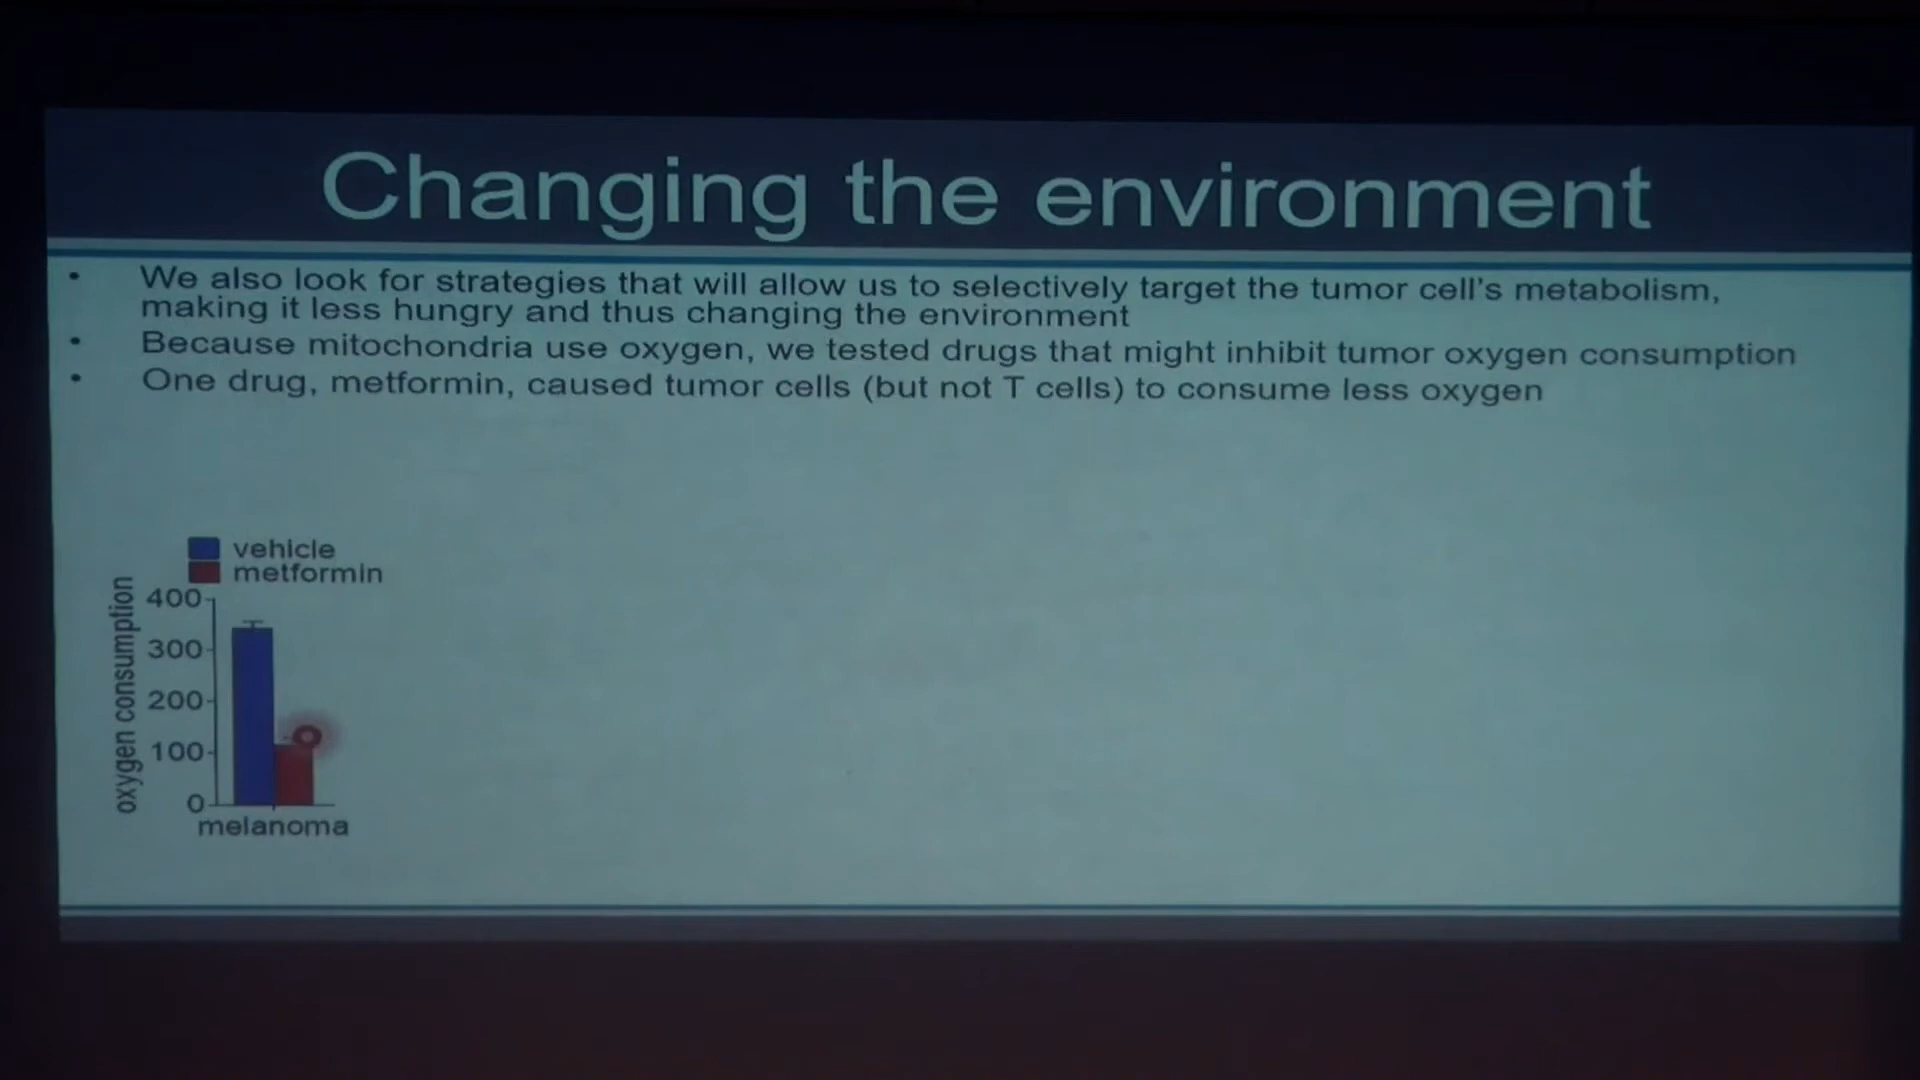 Changing the environment
• We also look for strategies that will allow us to selectively target the tumor cell's metabolism,
making it less hungry and thus changing the environment
• Because mitochondria use oxygen, we tested drugs that might inhibit tumor oxygen consumption
• One drug, metformin, caused tumor cells (but not T cells) to consume less oxygen
vehicle
metformin
oxygen consumption
400
300
200
100
0
melanoma